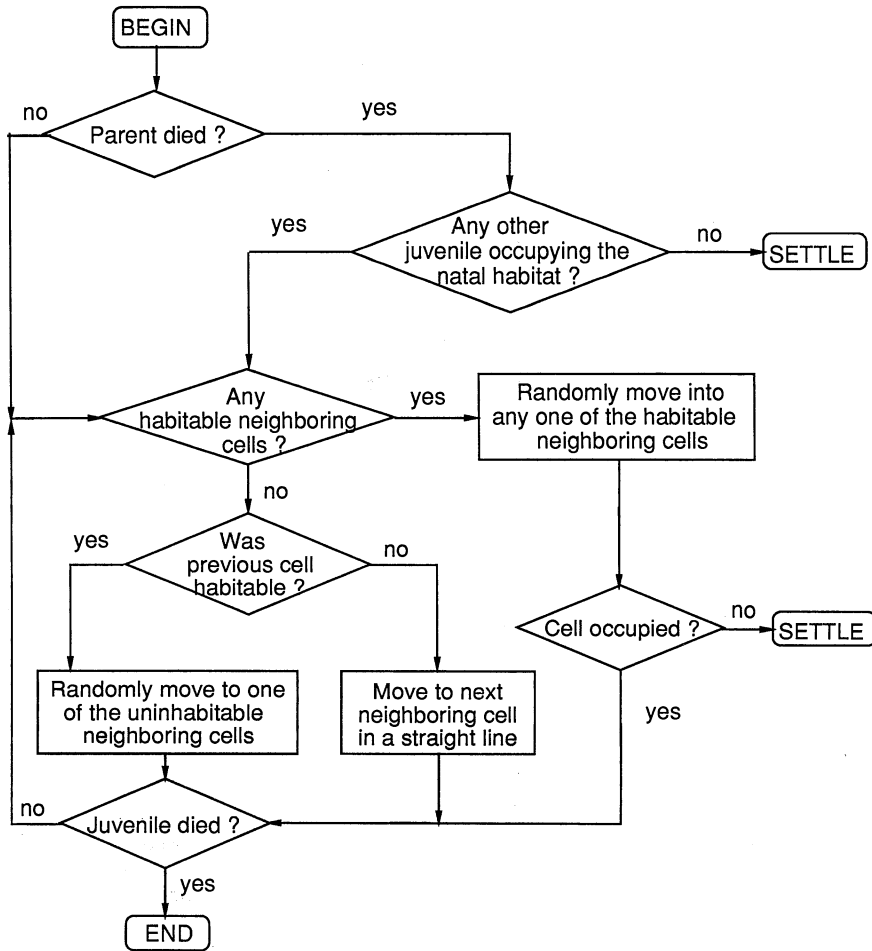 BEGIN
no
yes
Parent died ?
yes
Any other
juvenile occupying the
natal habitat ?
no
SETTLE
Any
habitable neighboring
cells ?
yes
Randomly move into
any one of the habitable
neighboring cells
no
yes
Was
previous cell
habitable ?
no
Cell occupied ?
no
SETTLE
Randomly move to one
of the uninhabitable
neighboring cells
Move to next
neighboring cell
in a straight line
yes
no
Juvenile died ?
yes
END